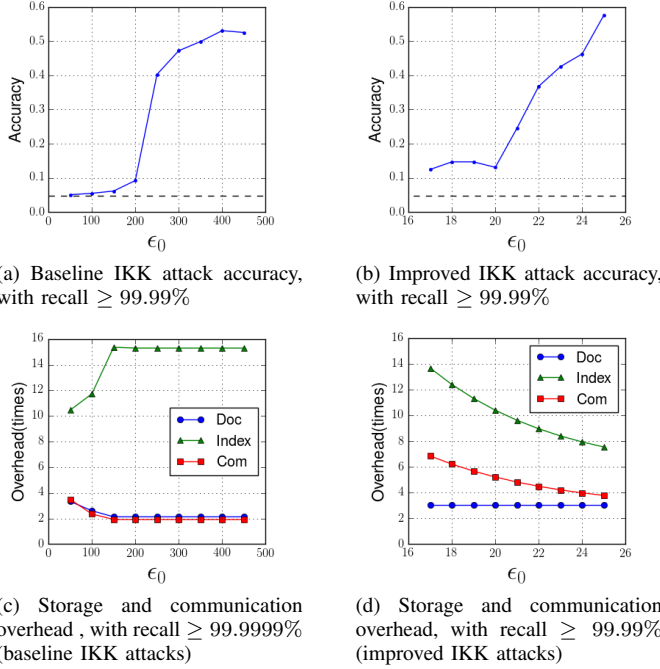 0.6
0.5
0.4
0.3
0.2
0.1
0.0
Accuracy
0 100 200 300 400 500
ϵ0
(a) Baseline IKK attack accuracy,
with recall ≥ 99.99%
0.6
0.5
0.4
0.3
0.2
0.1
0.0
Accuracy
16 18 20 22 24 26
ϵ0
(b) Improved IKK attack accuracy,
with recall ≥ 99.99%
16
14
12
10
8
6
4
2
0
Overhead(times)
Doc
Index
Com
0 100 200 300 400 500
ϵ0
(c) Storage and communication
overhead , with recall ≥ 99.9999%
(baseline IKK attacks)
16
14
12
10
8
6
4
2
0
Overhead(times)
Doc
Index
Com
16 18 20 22 24 26
ϵ0
(d) Storage and communication
overhead, with recall ≥ 99.99%
(improved IKK attacks)